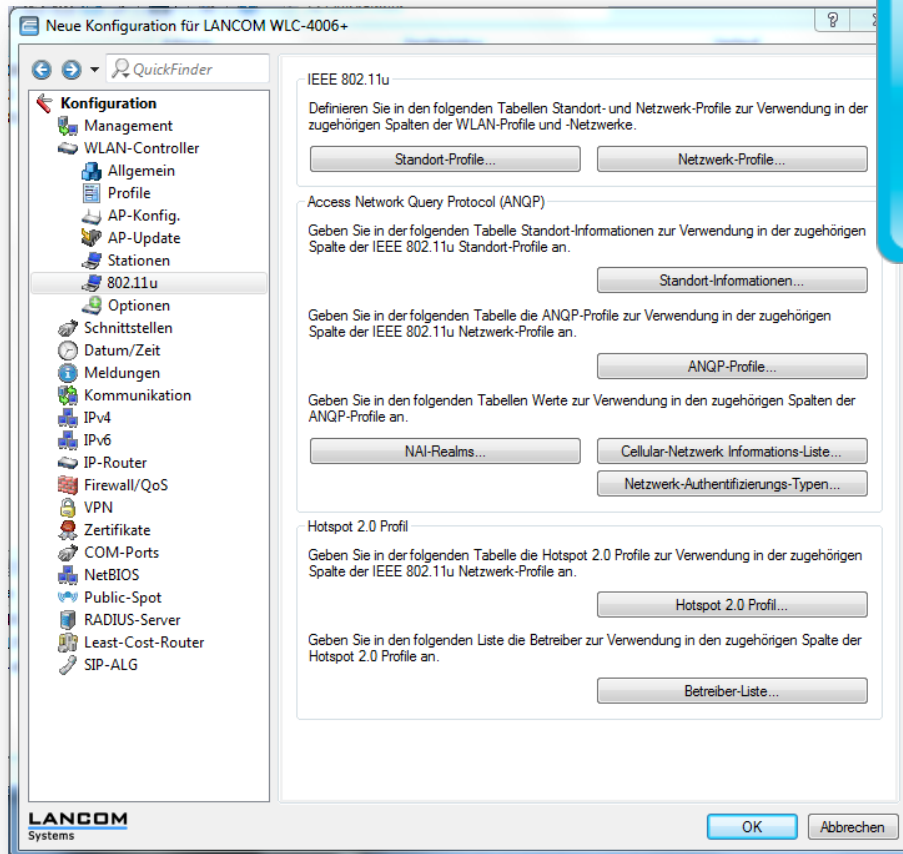 Neue Konfiguration für LANCOM WLC-4006+
?
QuickFinder
Konfiguration
Management
WLAN-Controller
Allgemein
Profile
AP-Konfig.
AP-Update
Stationen
802.11u
Optionen
Schnittstellen
Datum/Zeit
Meldungen
Kommunikation
IPv4
IPv6
IP-Router
Firewall/QoS
VPN
Zertifikate
COM-Ports
NetBIOS
Public-Spot
RADIUS-Server
Least-Cost-Router
SIP-ALG
IEEE 802.11u
Definieren Sie in den folgenden Tabellen Standort- und Netzwerk-Profile zur Verwendung in der
zugehörigen Spalten der WLAN-Profile und -Netzwerke.
Standort-Profile...
Netzwerk-Profile...
Access Network Query Protocol (ANQP)
Geben Sie in der folgenden Tabelle Standort-Informationen zur Verwendung in der zugehörigen
Spalte der IEEE 802.11u Standort-Profile an.
Standort-Informationen...
Geben Sie in der folgenden Tabelle die ANQP-Profile zur Verwendung in der zugehörigen
Spalte der IEEE 802.11u Netzwerk-Profile an.
ANQP-Profile...
Geben Sie in den folgenden Tabellen Werte zur Verwendung in den zugehörigen Spalten der
ANQP-Profile an.
NAI-Realms...
Cellular-Netzwerk Informations-Liste...
Netzwerk-Authentifizierungs-Typen...
Hotspot 2.0 Profil
Geben Sie in der folgenden Tabelle die Hotspot 2.0 Profile zur Verwendung in der zugehörigen
Spalte der IEEE 802.11u Netzwerk-Profile an.
Hotspot 2.0 Profil...
Geben Sie in den folgenden Liste die Betreiber zur Verwendung in den zugehörigen Spalte der
Hotspot 2.0 Profile an.
Betreiber-Liste...
LANCOM
Systems
OK
Abbrechen